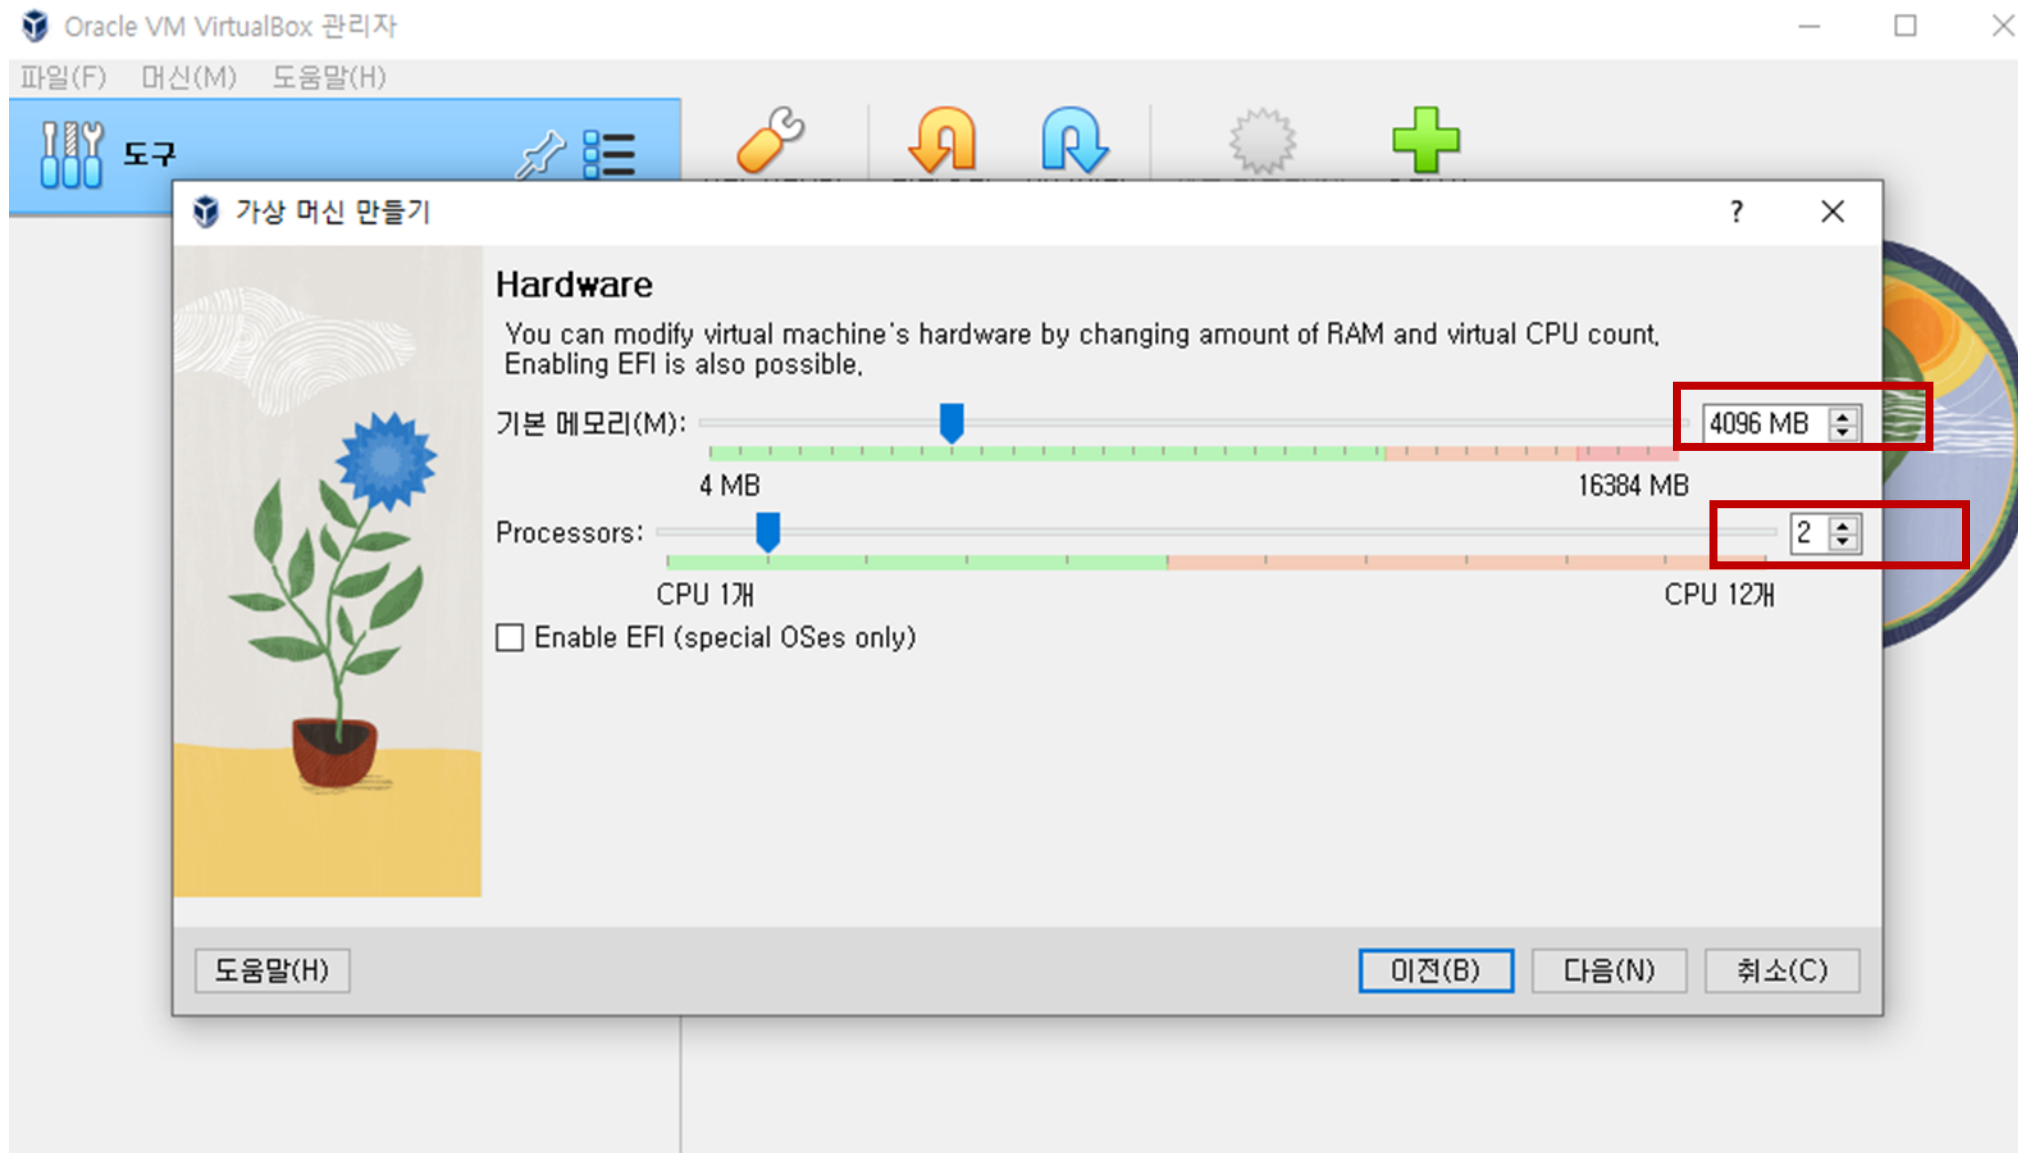 Oracle VM VirtualBox 관리자
파일(F) 머신(M) 도움말(H)
도구
가상 머신 만들기
Hardware
You can modify virtual machine's hardware by changing amount of RAM and virtual CPU count.
Enabling EFI is also possible.
기본 메모리(M): 4096 MB
4 MB 16384 MB
Processors: 2
CPU 1개 CPU 12개
Enable EFI (special OSes only)
도움말(H) 이전(B) 다음(N) 취소(C)